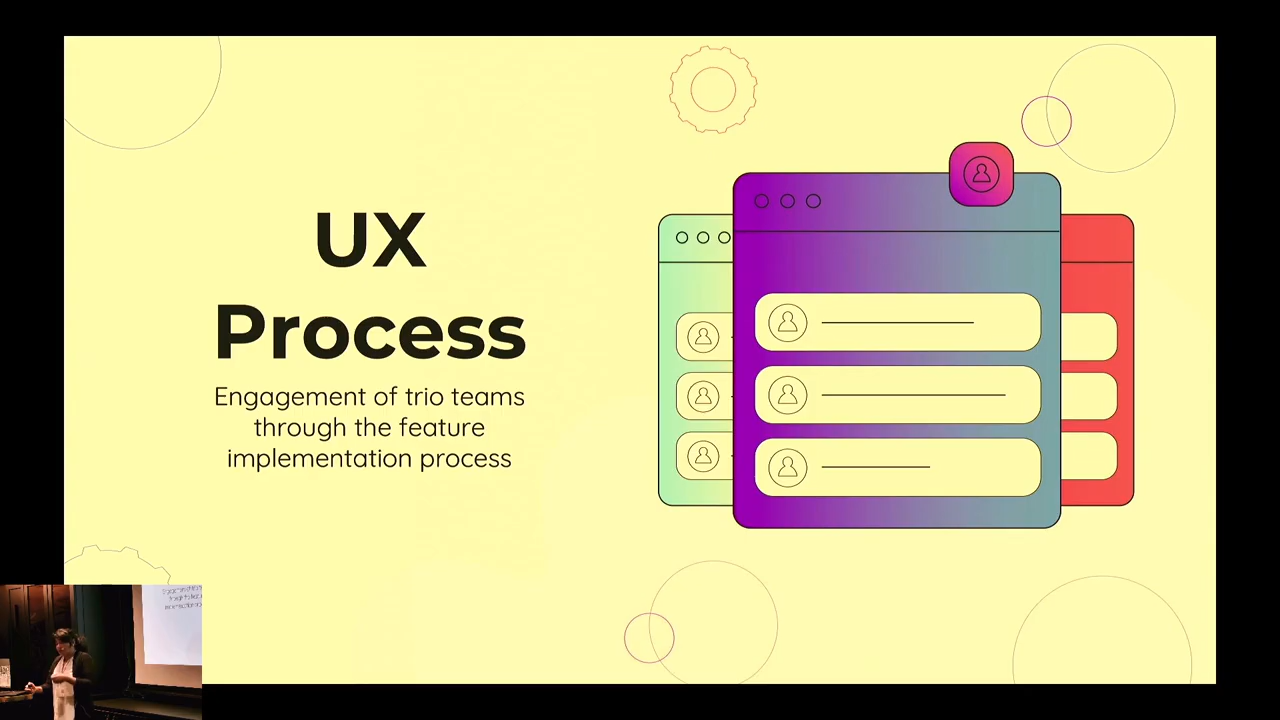 UX
Process
Engagement of trio teams
through the feature
implementation process